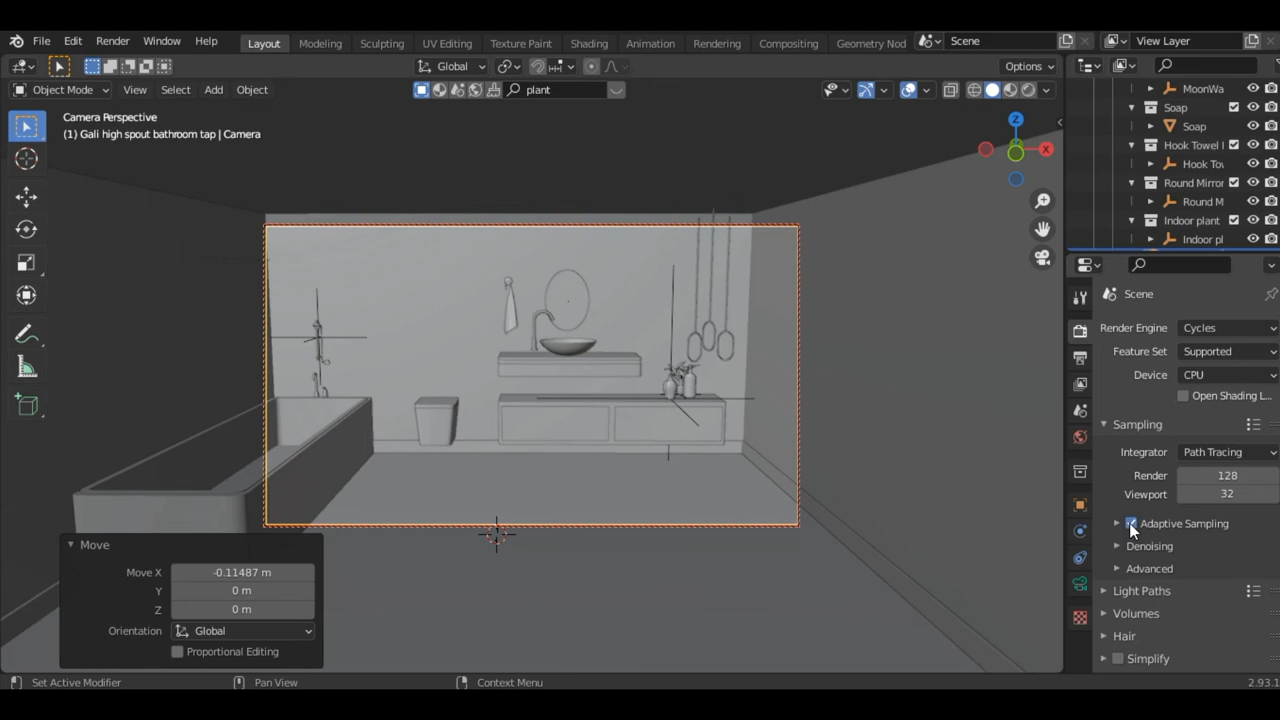 File Edit Render Window Help Layout Modeling Sculpting UV Editing Texture Paint Shading Animation Rendering Compositing Geometry Nod Scene View Layer
Global Options
Object Mode View Select Add Object plant
Camera Perspective
(1) Gali high spout bathroom tap | Camera
Z
X
MoonWa
Soap
Soap
Hook Towel
Hook To
Round Mirror
Round M
Indoor plant
Indoor pl
Scene
Render Engine Cycles
Feature Set Supported
Device CPU
Open Shading L...
Sampling
Integrator Path Tracing
Render 128
Viewport 32
Adaptive Sampling
Denoising
Advanced
Light Paths
Volumes
Hair
Simplify
Move
Move X -0.11487 m
Y 0 m
Z 0 m
Orientation Global
Proportional Editing
Set Active Modifier Pan View Context Menu 2.93.1